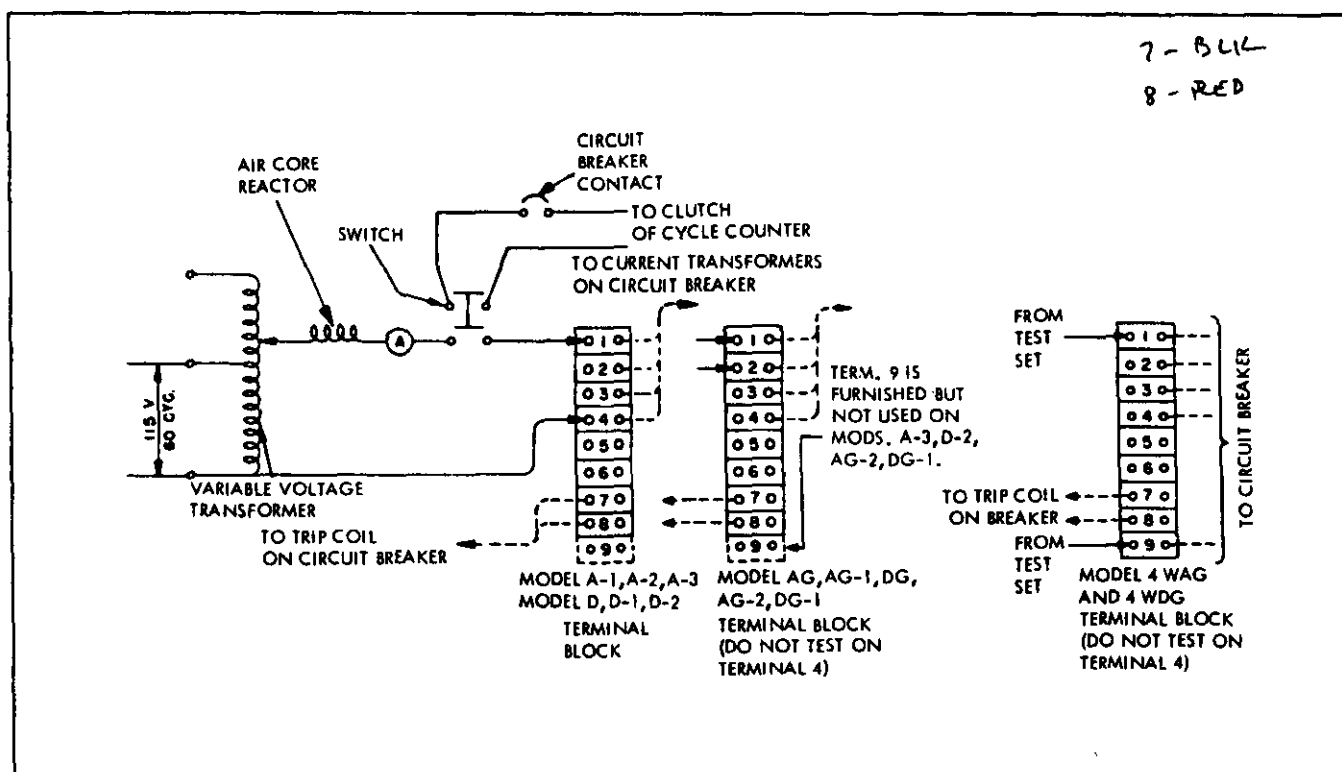 7 - BLK
8 - RED
AIR CORE
REACTOR
CIRCUIT
BREAKER
CONTACT
TO CLUTCH
OF CYCLE COUNTER
SWITCH
TO CURRENT TRANSFORMERS
ON CIRCUIT BREAKER
A
115 V
60 CYC.
VARIABLE VOLTAGE
TRANSFORMER
TO TRIP COIL
ON CIRCUIT BREAKER
1
2
3
4
5
6
7
8
9
MODEL A-1, A-2, A-3
MODEL D, D-1, D-2
TERMINAL
BLOCK
1
2
3
4
5
6
7
8
9
TERM. 9 IS
FURNISHED BUT
NOT USED ON
MODS. A-3, D-2,
AG-2, DG-1.
MODEL AG, AG-1, DG,
AG-2, DG-1
TERMINAL BLOCK
(DO NOT TEST ON
TERMINAL 4)
FROM
TEST
SET
1
2
3
4
5
6
7
8
9
TO TRIP COIL
ON BREAKER
FROM
TEST
SET
TO CIRCUIT BREAKER
MODEL 4 WAG
AND 4 WDG
TERMINAL BLOCK
(DO NOT TEST ON
TERMINAL 4)